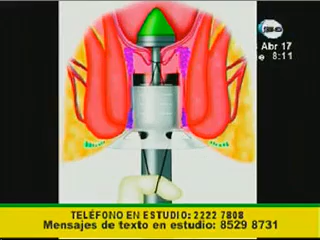 Abr 17
8:11
TELÉFONO EN ESTUDIO: 2222 7808
Mensajes de texto en estudio: 8529 8731